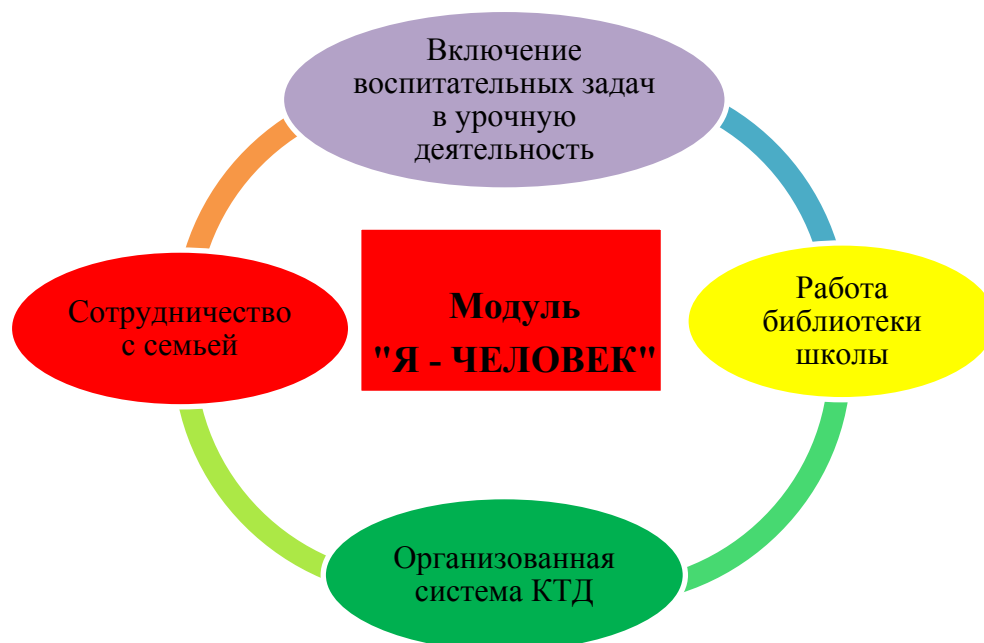 Включение
воспитательных задач
в урочную
деятельность
Сотрудничество
с семьей
Модуль
"Я - ЧЕЛОВЕК"
Работа
библиотеки
школы
Организованная
система КТД